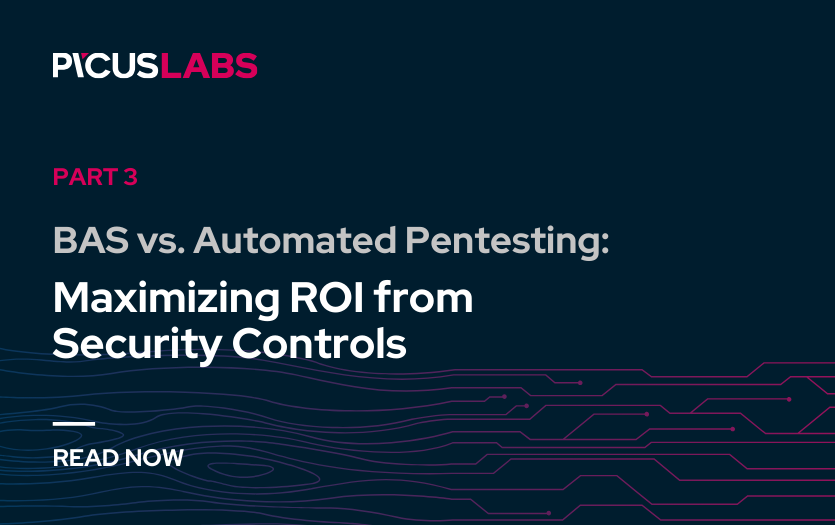 PICUSLABS
PART 3
BAS vs. Automated Pentesting:
Maximizing ROI from
Security Controls
READ NOW